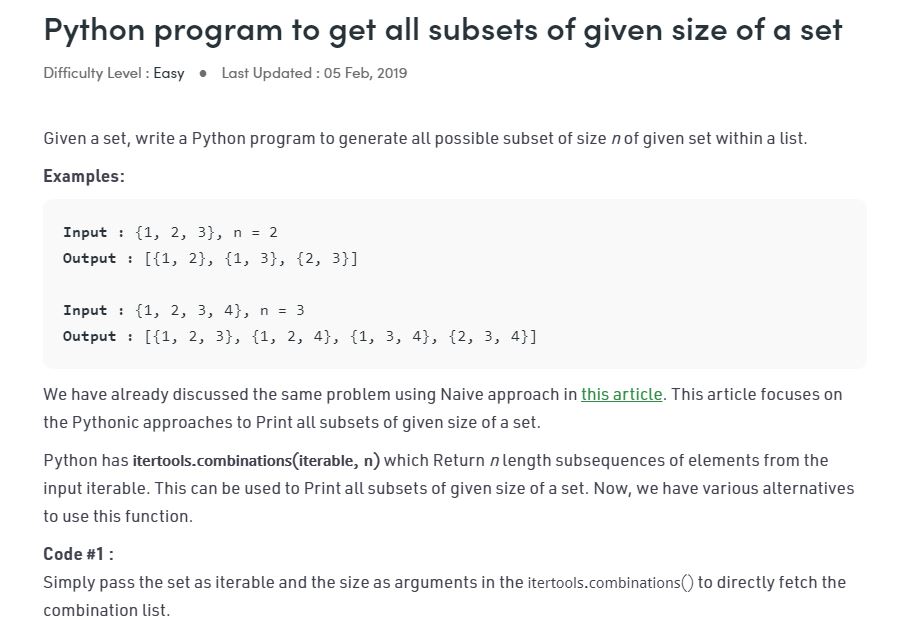 Python program to get all subsets of given size of a set
Difficulty Level : Easy ● Last Updated : 05 Feb, 2019
Given a set, write a Python program to generate all possible subset of size n of given set within a list.
Examples:
Input : {1, 2, 3}, n = 2
Output : [{1, 2}, {1, 3}, {2, 3}]
Input : {1, 2, 3, 4}, n = 3
Output : [{1, 2, 3}, {1, 2, 4}, {1, 3, 4}, {2, 3, 4}]
We have already discussed the same problem using Naive approach in this article. This article focuses on
the Pythonic approaches to Print all subsets of given size of a set.
Python has itertools.combinations(iterable, n) which Return n length subsequences of elements from the
input iterable. This can be used to Print all subsets of given size of a set. Now, we have various alternatives
to use this function.
Code #1 :
Simply pass the set as iterable and the size as arguments in the itertools.combinations() to directly fetch the
combination list.